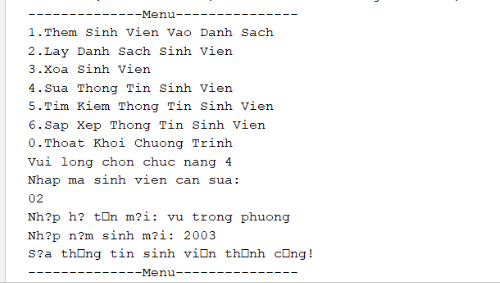 --------------Menu---------------
1.Them Sinh Vien Vao Danh Sach
2.Lay Danh Sach Sinh Vien
3.Xoa Sinh Vien
4.Sua Thong Tin Sinh Vien
5.Tim Kiem Thong Tin Sinh Vien
6.Sap Xep Thong Tin Sinh Vien
0.Thoat Khoi Chuong Trinh
Vui long chon chuc nang 4
Nhap ma sinh vien can sua:
02
Nh?p h? t□n m?i: vu trong phuong
Nh?p n?m sinh m?i: 2003
S?a th□ng tin sinh vi□n th□nh c□ng!
--------------Menu---------------